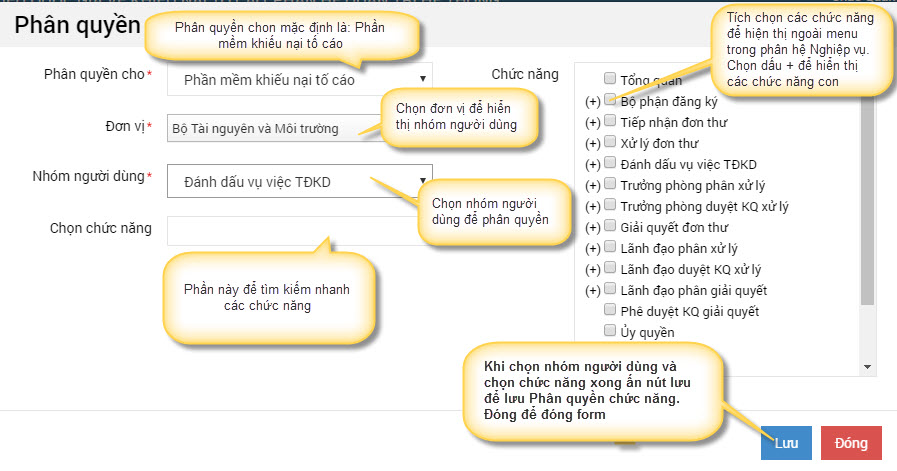 Phân quyền
Phân quyền chọn mặc định là: Phần
mềm khiếu nại tố cáo
Phân quyền cho*
Phần mềm khiếu nại tố cáo
Đơn vị*
Bộ Tài nguyên và Môi trường
Chọn đơn vị để hiển
thị nhóm người dùng
Nhóm người dùng*
Đánh dấu vụ việc TĐKD
Chọn nhóm người
dùng để phân quyền
Chọn chức năng
Phần này để tìm kiếm nhanh
các chức năng
Chức năng
Tích chọn các chức năng
để hiện thị ngoài menu
trong phân hệ Nghiệp vụ.
Chọn dấu + để hiển thị
các chức năng con
Tổng quan
(+) Bộ phận đăng ký
(+) Tiếp nhận đơn thư
(+) Xử lý đơn thư
(+) Đánh dấu vụ việc TĐKD
(+) Trưởng phòng phân xử lý
(+) Trưởng phòng duyệt KQ xử lý
(+) Giải quyết đơn thư
(+) Lãnh đạo phân xử lý
(+) Lãnh đạo duyệt KQ xử lý
(+) Lãnh đạo phân giải quyết
Phê duyệt KQ giải quyết
Ủy quyền
Khi chọn nhóm người dùng và
chọn chức năng xong ấn nút lưu
để lưu Phân quyền chức năng.
Đóng để đóng form
Lưu
Đóng